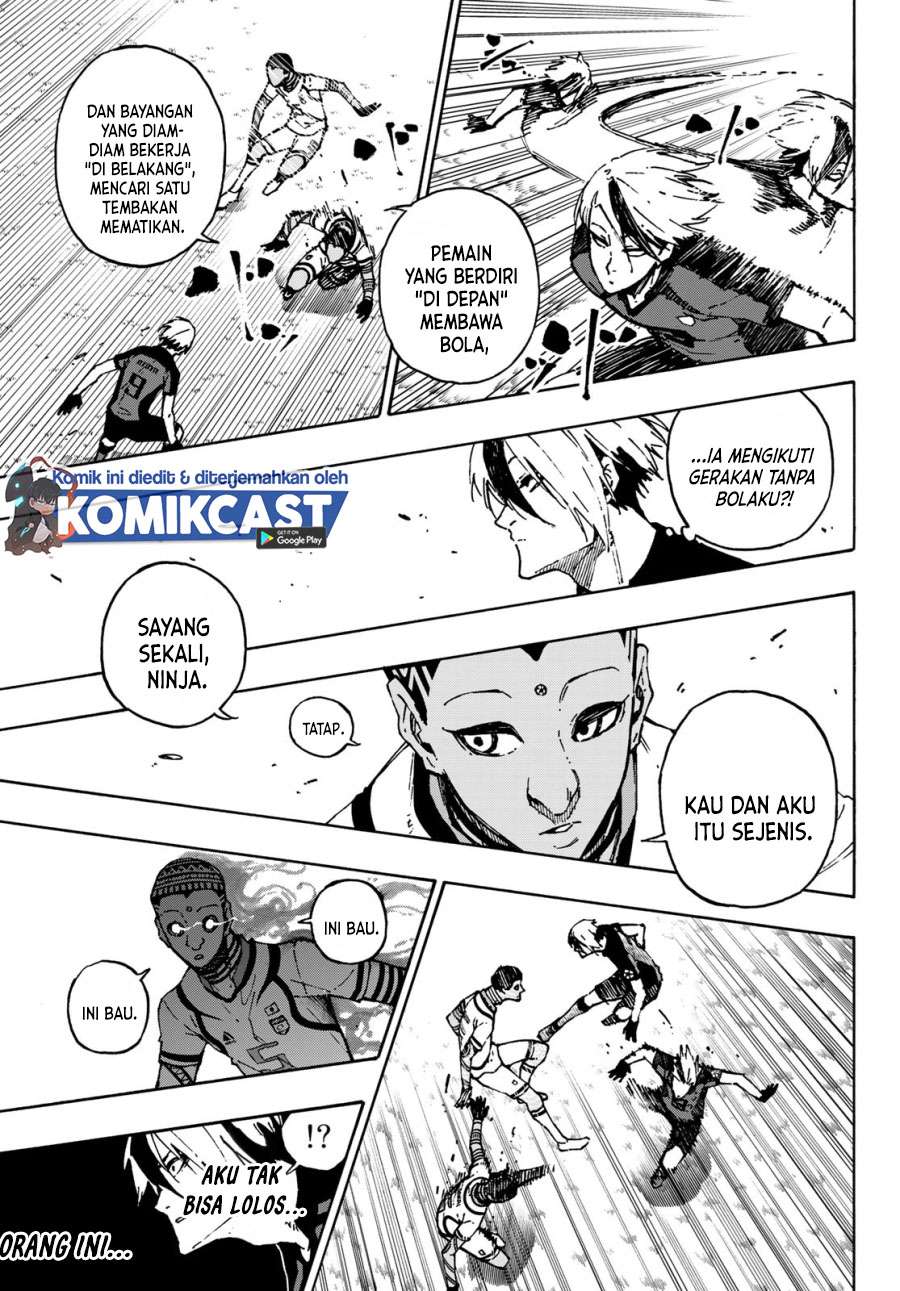 PEMAIN
YANG BERDIRI
"DI DEPAN"
MEMBAWA
BOLA,
DAN BAYANGAN
YANG DIAM-
DIAM BEKERJA
"DI BELAKANG",
MENCARI SATU
TEMBAKAN
MEMATIKAN.
9
...IA MENGIKUTI
GERAKAN TANPA
BOLAKU?!
Komik ini diedit & diterjemahkan oleh
KOMIKCAST
GET IT ON
Google Play
KAU DAN AKU
ITU SEJENIS.
TATAP.
SAYANG
SEKALI,
NINJA.
INI BAU.
INI BAU.
5
!?
AKU TAK
BISA LOLOS...
ORANG INI...